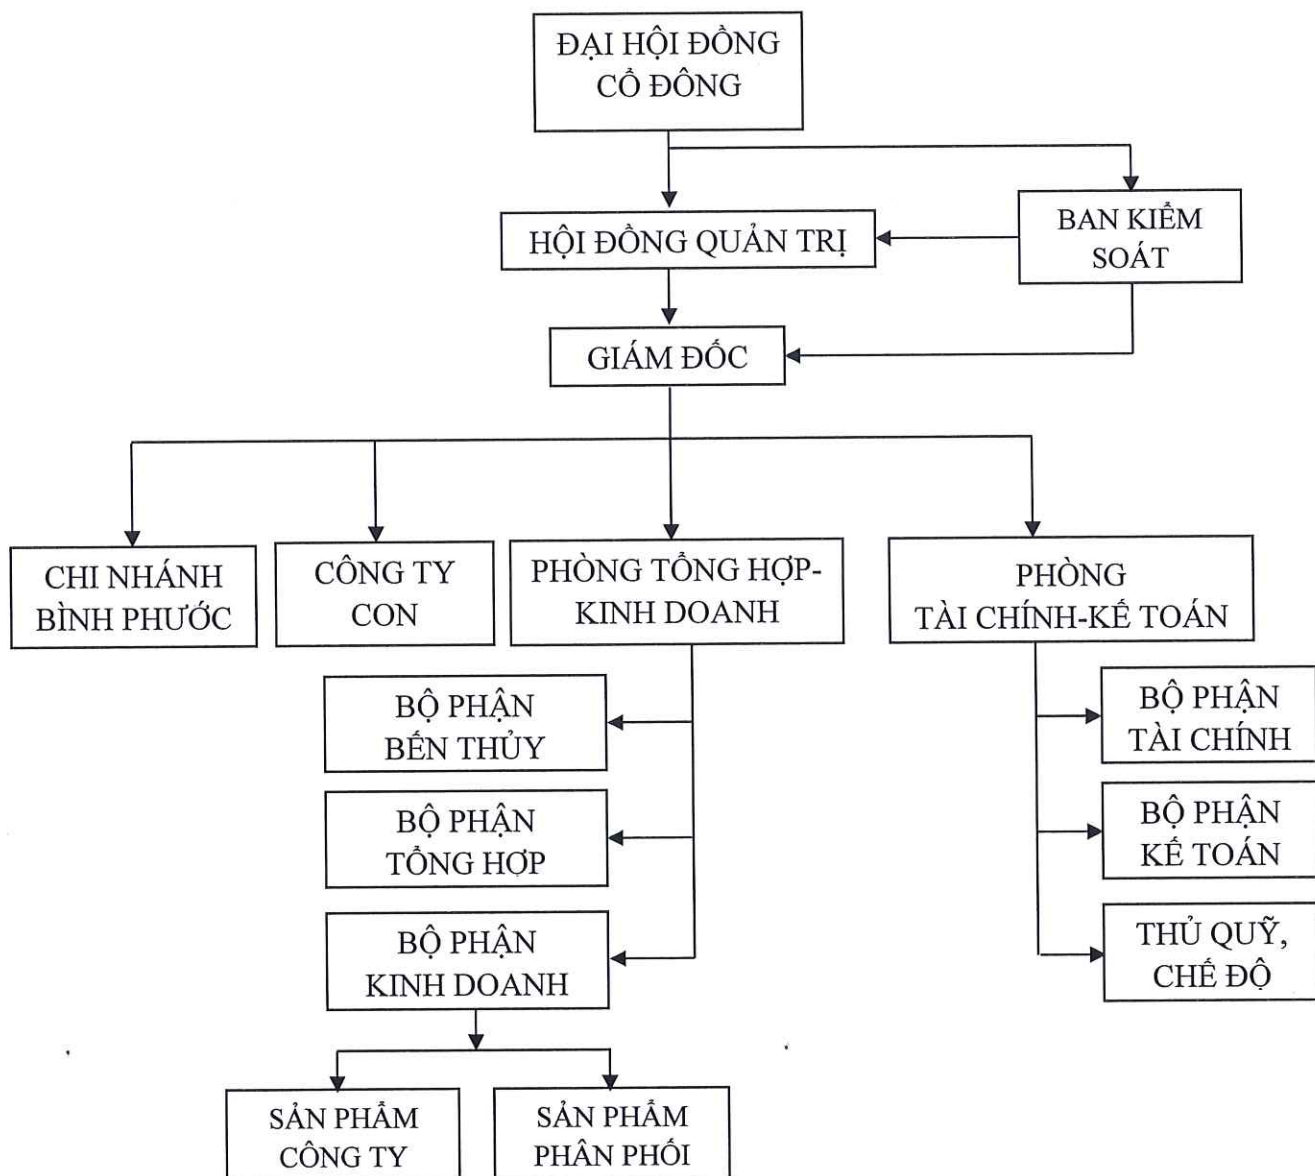 ĐẠI HỘI ĐỒNG
CỔ ĐÔNG
HỘI ĐỒNG QUẢN TRỊ
BAN KIỂM
SOÁT
GIÁM ĐỐC
CHI NHÁNH
BÌNH PHƯỚC
CÔNG TY
CON
PHÒNG TỔNG HỢP-
KINH DOANH
PHÒNG
TÀI CHÍNH-KẾ TOÁN
BỘ PHẬN
BẾN THỦY
BỘ PHẬN
TỔNG HỢP
BỘ PHẬN
KINH DOANH
BỘ PHẬN
TÀI CHÍNH
BỘ PHẬN
KẾ TOÁN
THỦ QUỸ,
CHẾ ĐỘ
SẢN PHẨM
CÔNG TY
SẢN PHẨM
PHÂN PHỐI